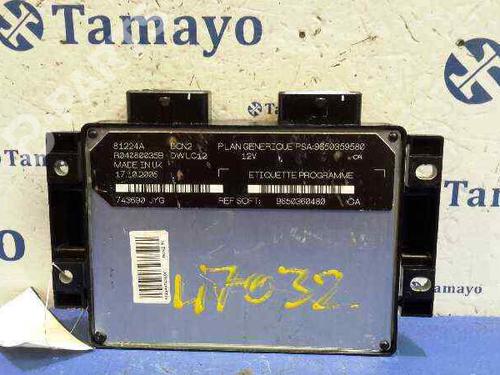 Tamayo
Tamayo
81224A DCN2 PLAN GENERIQUE PSA:9650359580
R04080035B DWLC12 12V
MADE IN UK
17.10.2005 ETIQUETTE PROGRAMME
743690 JYG REF SOFT: 9650360480 CA
47032
Tamayo